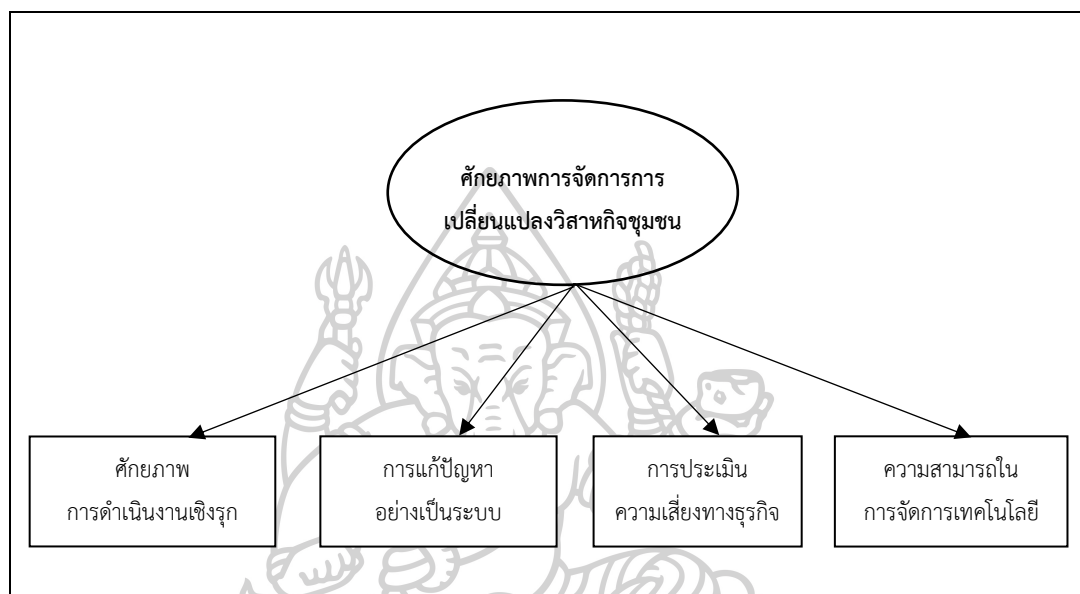 ศักยภาพการจัดการการ
เปลี่ยนแปลงวิสาหกิจชุมชน
ศักยภาพ
การดำเนินงานเชิงรุก
การแก้ปัญหา
อย่างเป็นระบบ
การประเมิน
ความเสี่ยงทางธุรกิจ
ความสามารถใน
การจัดการเทคโนโลยี